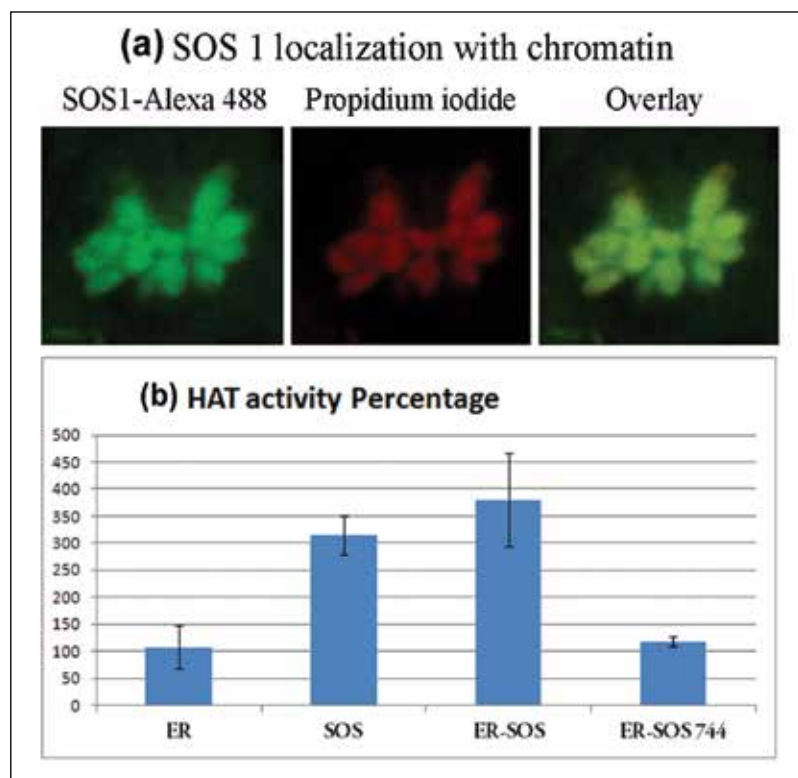 (a) SOS 1 localization with chromatin
SOS1-Alexa 488 Propidium iodide Overlay
(b) HAT activity Percentage
500
450
400
350
300
250
200
150
100
50
0
ER SOS ER-SOS ER-SOS 744